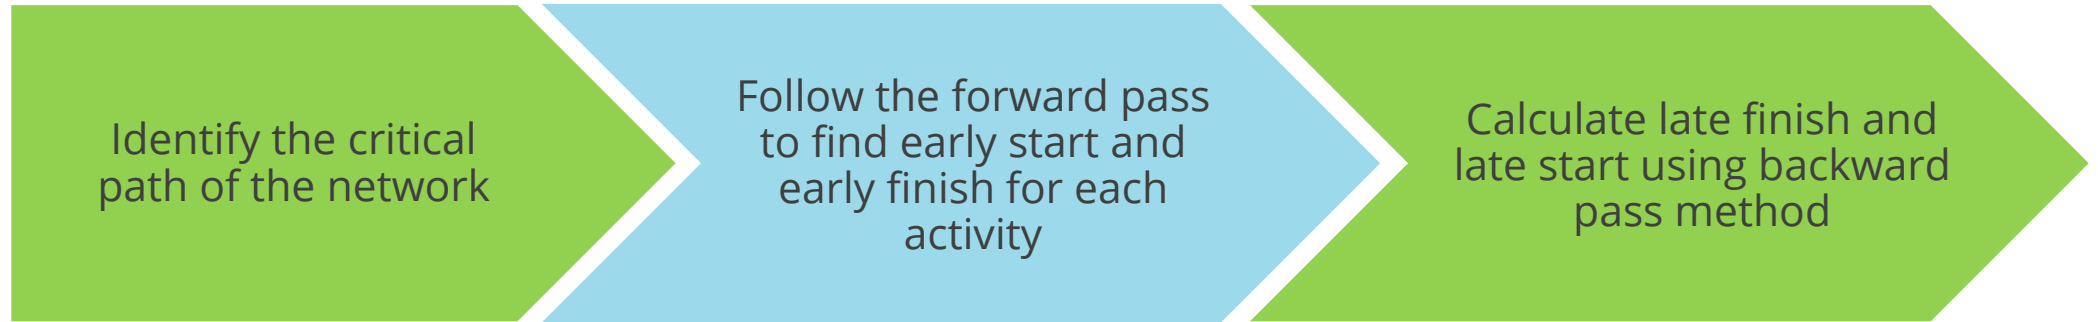 Identify the critical
path of the network
Follow the forward pass
to find early start and
early finish for each
activity
Calculate late finish and
late start using backward
pass method